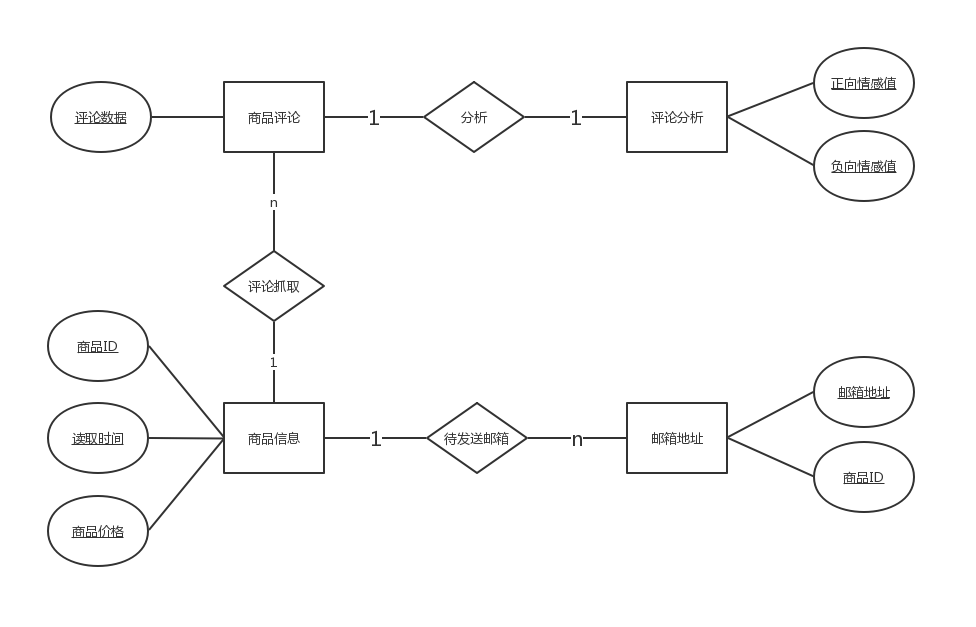 正向情感值
评论数据
商品评论
1
分析
1
评论分析
负向情感值
n
评论抓取
商品ID
1
邮箱地址
读取时间
商品信息
1
待发送邮箱
n
邮箱地址
商品ID
商品价格